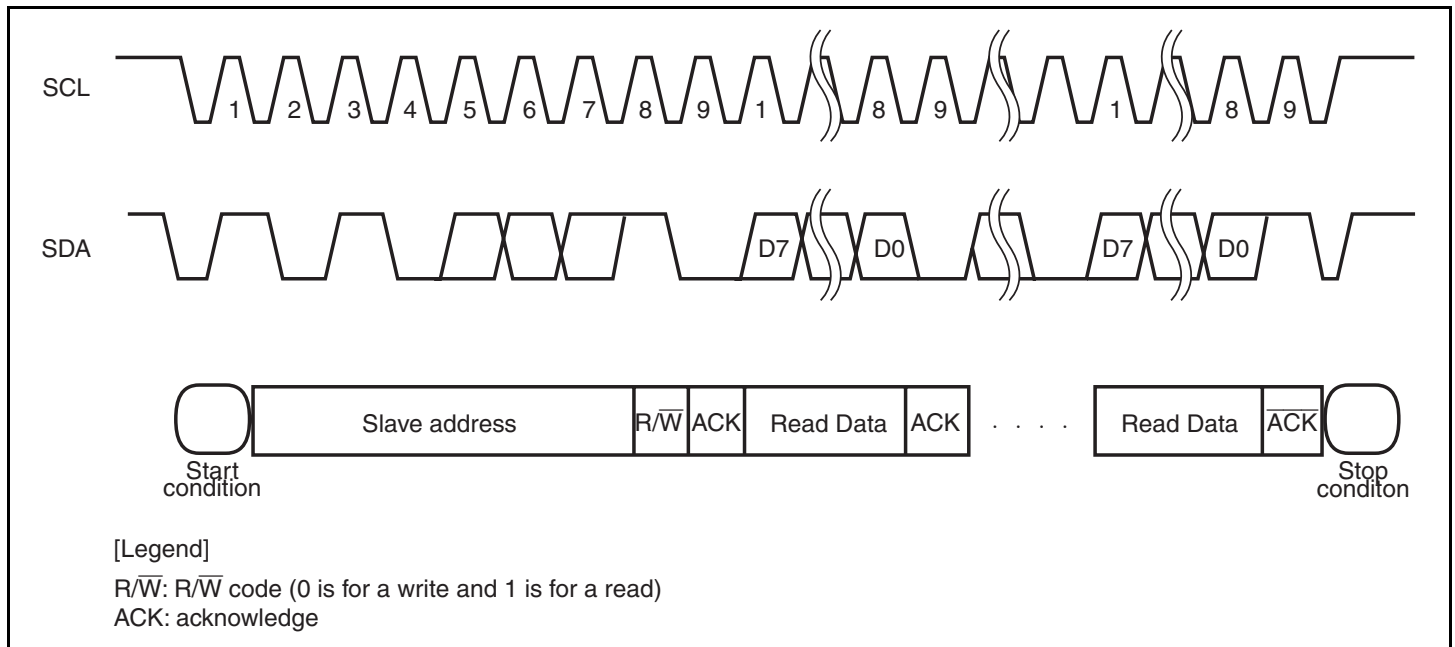 SCL
1 2 3 4 5 6 7 8 9 1 8 9 1 8 9
SDA
D7 D0 D7 D0
Slave address R/W̅ ACK Read Data ACK . . . . Read Data A̅C̅K̅
Start
condition
Stop
conditon
[Legend]
R/W̅: R/W̅ code (0 is for a write and 1 is for a read)
ACK: acknowledge